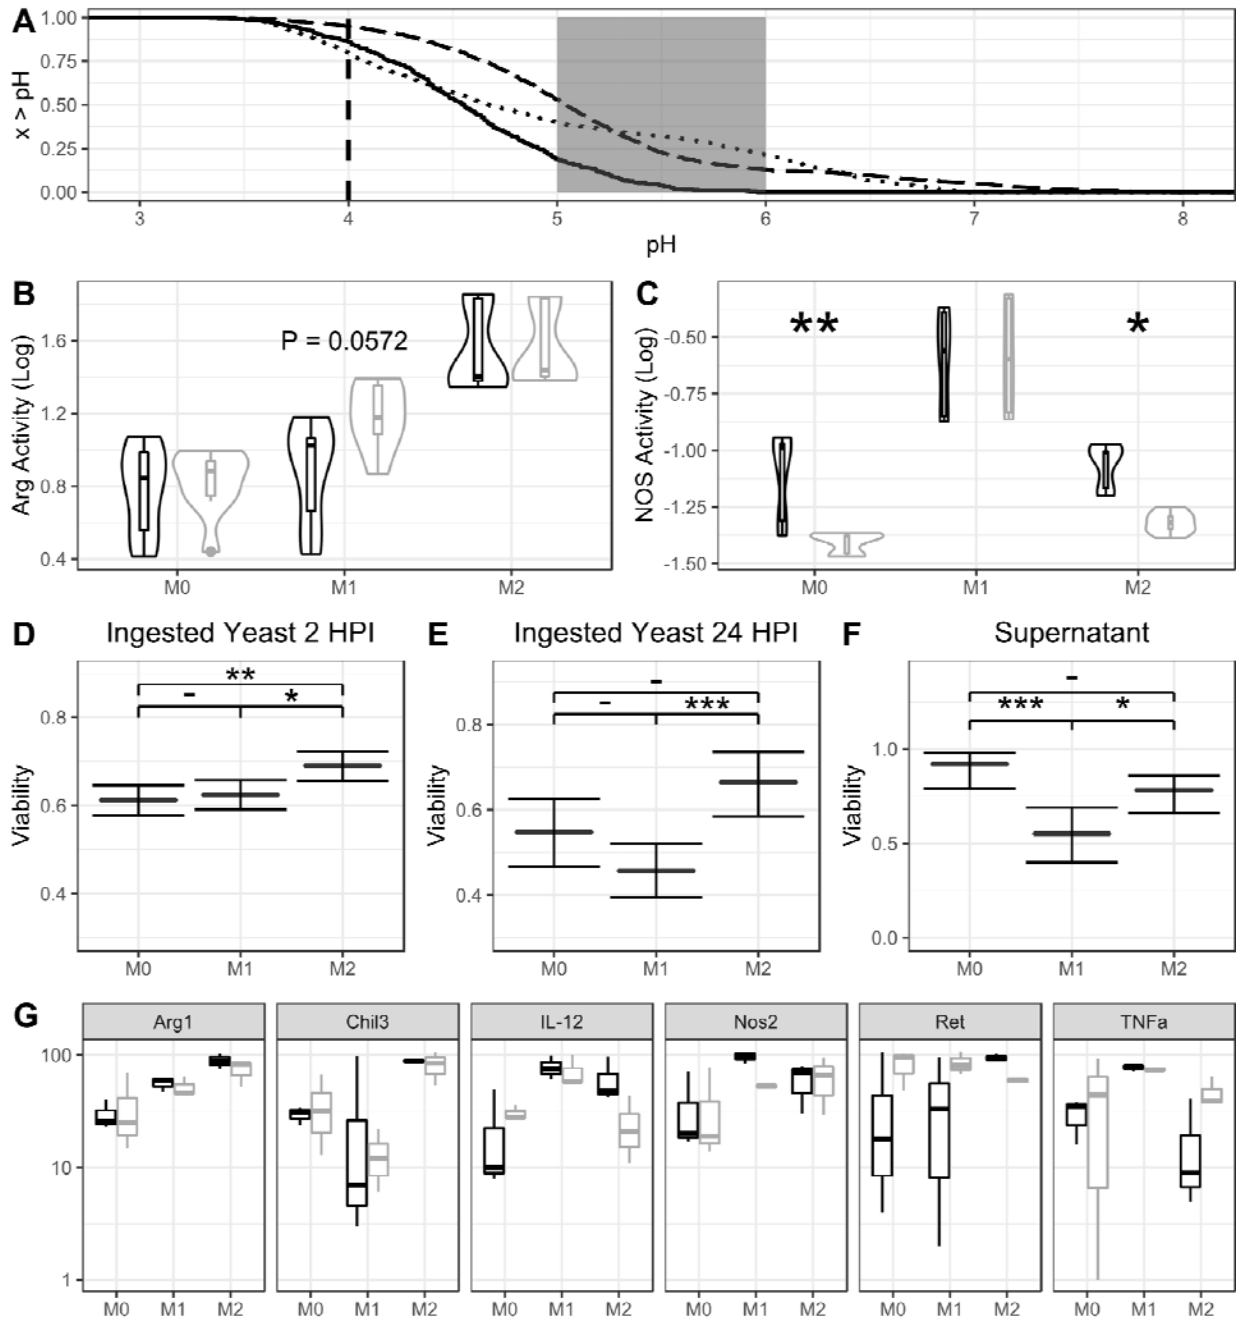 A
x > pH
1.00
0.75
0.50
0.25
0.00
3 4 5 6 7 8
pH
B
Arg Activity (Log)
1.6
1.2
0.8
0.4
P = 0.0572
M0 M1 M2
C
NOS Activity (Log)
-0.50
-0.75
-1.00
-1.25
-1.50
** *
M0 M1 M2
D Ingested Yeast 2 HPI
Viability
0.8
0.6
0.4
**
- *
M0 M1 M2
E Ingested Yeast 24 HPI
Viability
0.8
0.6
0.4
-
- ***
M0 M1 M2
F Supernatant
Viability
1.0
0.5
0.0
-
*** *
M0 M1 M2
G
Arg1 Chil3 IL-12 Nos2 Ret TNFa
100
10
1
M0 M1 M2 M0 M1 M2 M0 M1 M2 M0 M1 M2 M0 M1 M2 M0 M1 M2